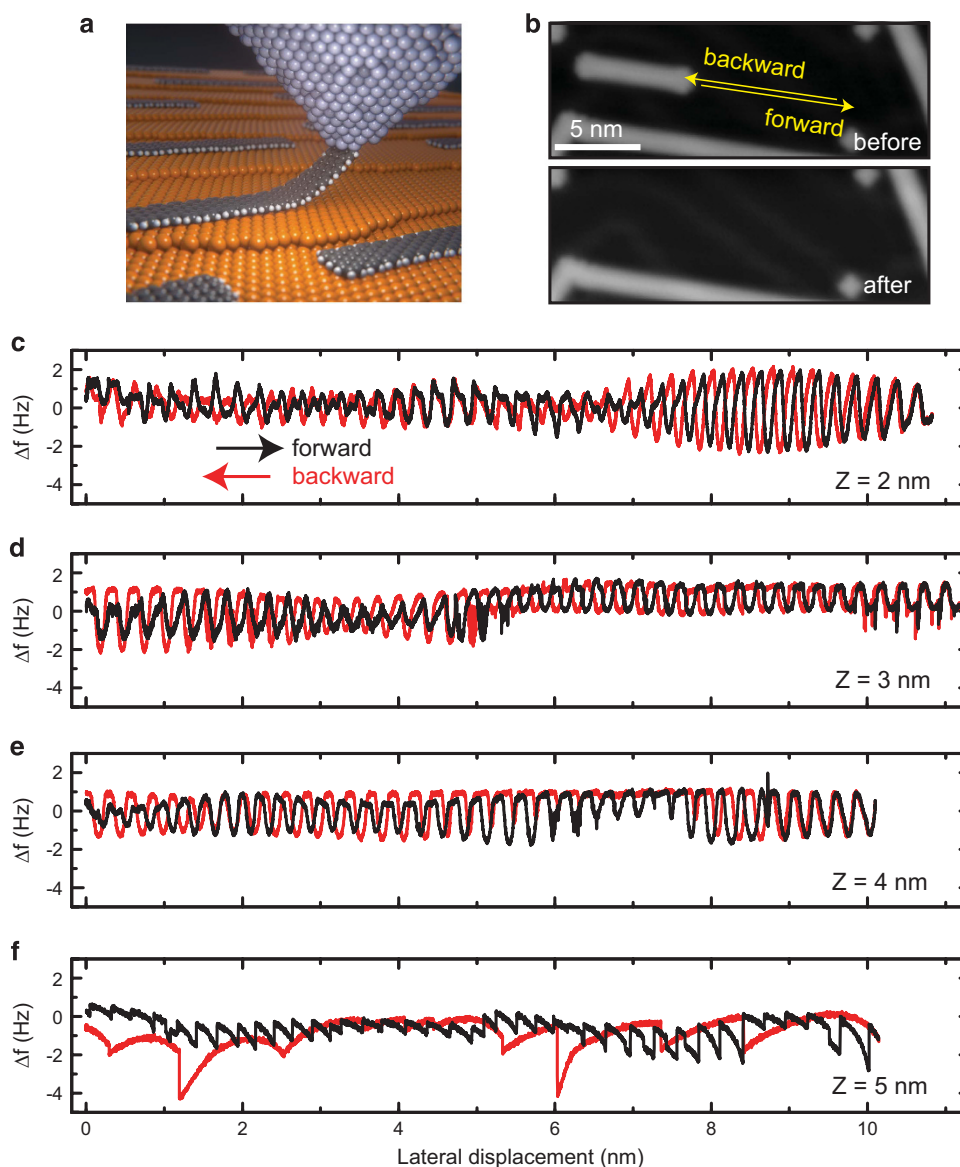 a
b
backward
forward
5 nm
before
after
c
2
0
-2
-4
Δf (Hz)
forward
backward
Z = 2 nm
d
2
0
-2
-4
Δf (Hz)
Z = 3 nm
e
2
0
-2
-4
Δf (Hz)
Z = 4 nm
f
2
0
-2
-4
Δf (Hz)
Z = 5 nm
0 2 4 6 8 10
Lateral displacement (nm)